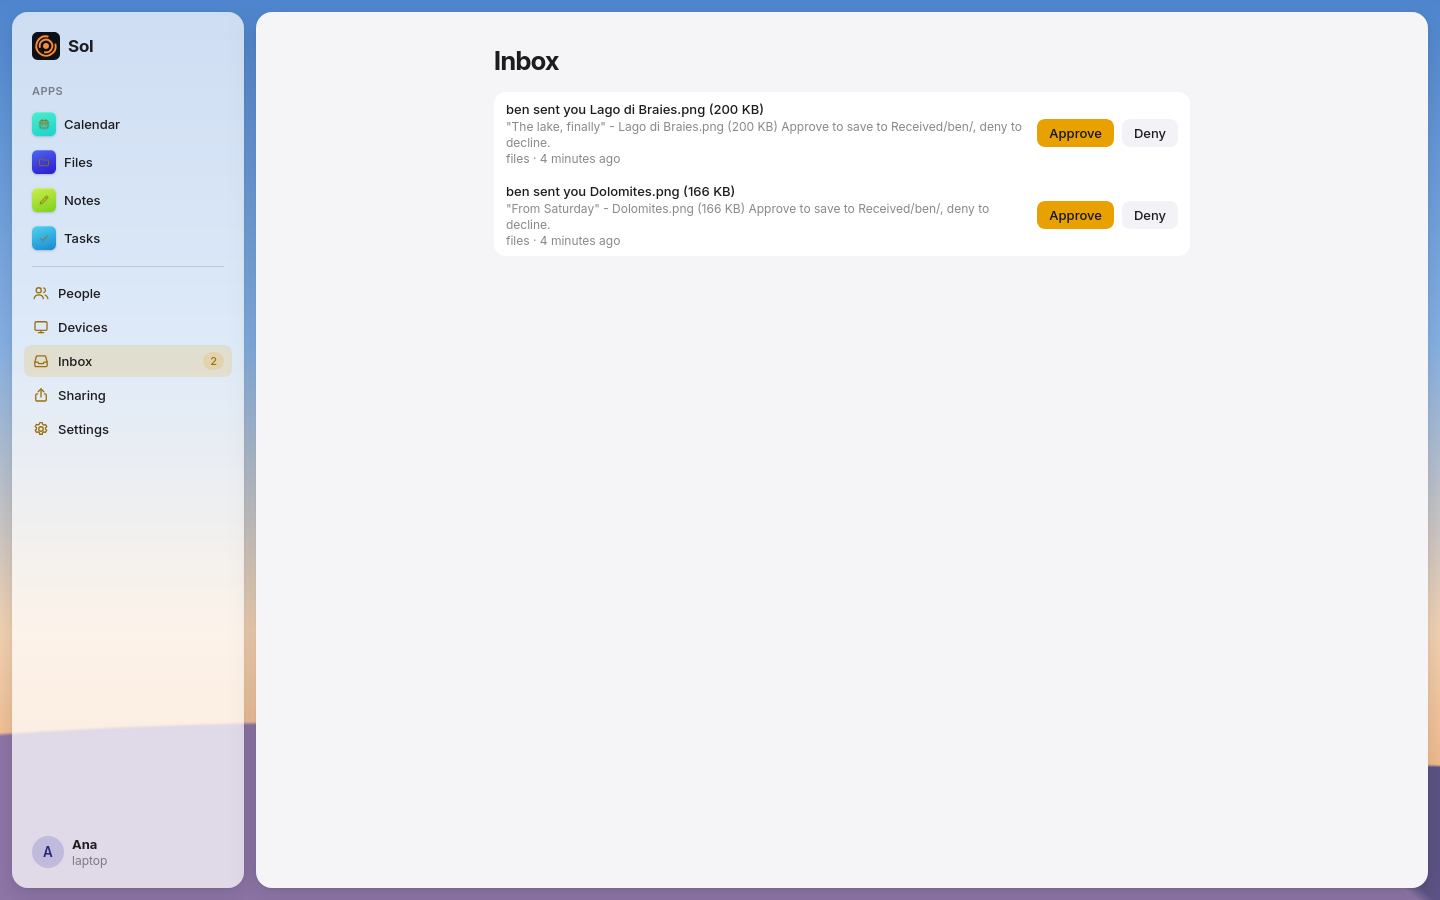 Sol
APPS
Calendar
Files
Notes
Tasks
People
Devices
Inbox 2
Sharing
Settings
A
Ana
laptop
Inbox
ben sent you Lago di Braies.png (200 KB)
"The lake, finally" - Lago di Braies.png (200 KB) Approve to save to Received/ben/, deny to
decline.
files · 4 minutes ago
Approve Deny
ben sent you Dolomites.png (166 KB)
"From Saturday" - Dolomites.png (166 KB) Approve to save to Received/ben/, deny to
decline.
files · 4 minutes ago
Approve Deny